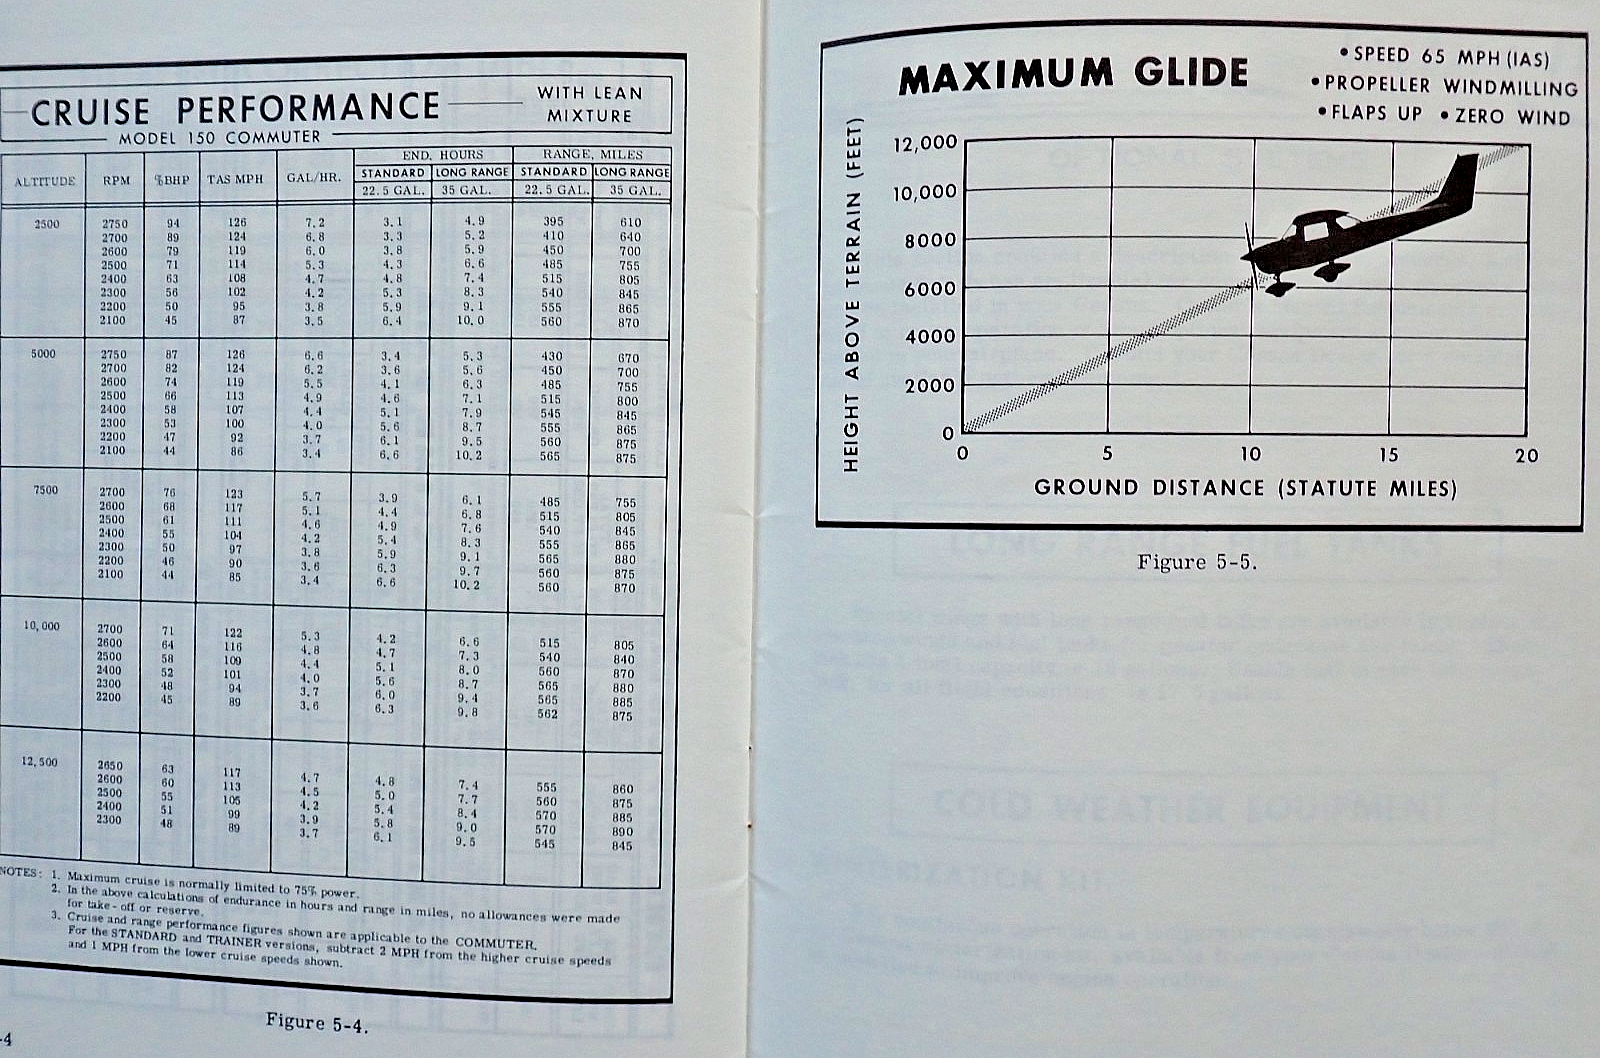 CRUISE PERFORMANCE
WITH LEAN
MIXTURE
MODEL 150 COMMUTER
ALTITUDE RPM %BHP TAS MPH GAL/HR. END. HOURS RANGE, MILES
STANDARD LONG RANGE STANDARD LONG RANGE
22.5 GAL. 35 GAL. 22.5 GAL. 35 GAL.
2500 2750 94 126 7.2 3.1 4.9 395 610
2700 89 124 6.8 3.3 5.2 410 640
2600 79 119 6.0 3.8 5.9 450 700
2500 71 114 5.3 4.3 6.6 485 755
2400 63 108 4.7 4.8 7.4 515 805
2300 56 102 4.2 5.3 8.3 540 845
2200 50 95 3.8 5.9 9.1 555 865
2100 45 87 3.5 6.4 10.0 560 870
5000 2750 87 126 6.6 3.4 5.3 430 670
2700 82 124 6.2 3.6 5.6 450 700
2600 74 119 5.5 4.1 6.3 485 755
2500 66 113 4.9 4.6 7.1 515 800
2400 58 107 4.4 5.1 7.9 545 845
2300 53 100 4.0 5.6 8.7 555 865
2200 47 92 3.7 6.1 9.5 560 875
2100 44 86 3.4 6.6 10.2 565 875
7500 2700 76 123 5.7 3.9 6.1 485 755
2600 68 117 5.1 4.4 6.8 515 805
2500 61 111 4.6 4.9 7.6 540 845
2400 55 104 4.2 5.4 8.3 555 865
2300 50 97 3.8 5.9 9.1 565 880
2200 46 90 3.6 6.3 9.7 560 875
2100 44 85 3.4 6.6 10.2 560 870
10,000 2700 71 122 5.3 4.2 6.6 515 805
2600 64 116 4.8 4.7 7.3 540 840
2500 58 109 4.4 5.1 8.0 560 870
2400 52 101 4.0 5.6 8.7 565 880
2300 48 94 3.7 6.0 9.4 565 885
2200 45 89 3.6 6.3 9.8 562 875
12,500 2650 63 117 4.7 4.8 7.4 555 860
2600 60 113 4.5 5.0 7.7 560 875
2500 55 105 4.2 5.4 8.4 570 885
2400 51 99 3.9 5.8 9.0 570 890
2300 48 89 3.7 6.1 9.5 545 845
NOTES: 1. Maximum cruise is normally limited to 75% power.
2. In the above calculations of endurance in hours and range in miles, no allowances were made
for take-off or reserve.
3. Cruise and range performance figures shown are applicable to the COMMUTER.
For the STANDARD and TRAINER versions, subtract 2 MPH from the higher cruise speeds
and 1 MPH from the lower cruise speeds shown.
Figure 5-4.
-4
MAXIMUM GLIDE
• SPEED 65 MPH (IAS)
• PROPELLER WINDMILLING
• FLAPS UP • ZERO WIND
HEIGHT ABOVE TERRAIN (FEET)
12,000
10,000
8000
6000
4000
2000
0
0 5 10 15 20
GROUND DISTANCE (STATUTE MILES)
Figure 5-5.
COLD WEATHER EQUIPMENT